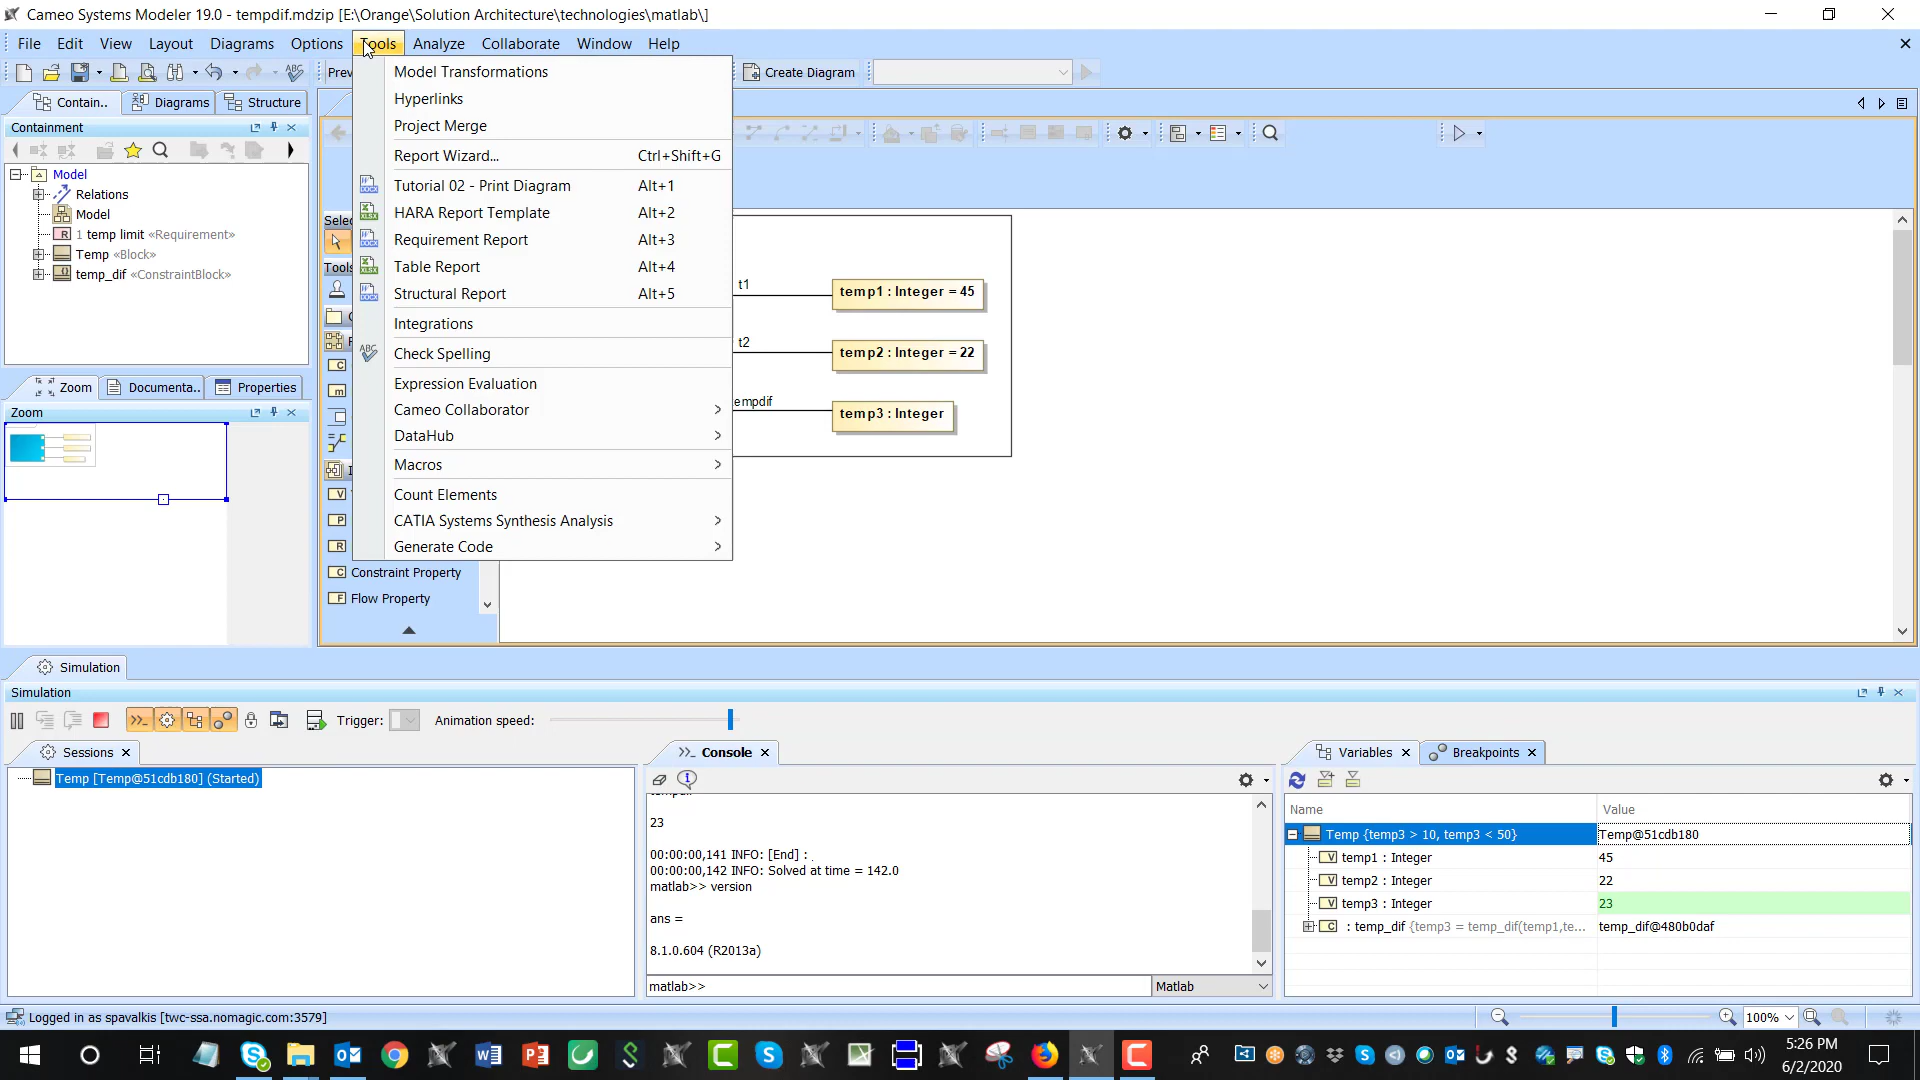 Cameo Systems Modeler 19.0 - tempdif.mdzip [E:\Orange\Solution Architecture\technologies\matlab\]
File Edit View Layout Diagrams Options Tools Analyze Collaborate Window Help
Create Diagram
Contain.. Diagrams Structure
Containment
Model
Relations
Model
1 temp limit «Requirement»
Temp «Block»
temp_dif «ConstraintBlock»
Zoom Documenta.. Properties
Zoom
Model Transformations
Hyperlinks
Project Merge
Report Wizard... Ctrl+Shift+G
Tutorial 02 - Print Diagram Alt+1
HARA Report Template Alt+2
Requirement Report Alt+3
Table Report Alt+4
Structural Report Alt+5
Integrations
Check Spelling
Expression Evaluation
Cameo Collaborator
DataHub
Macros
Count Elements
CATIA Systems Synthesis Analysis
Generate Code
Constraint Property
Flow Property
t1
temp1 : Integer = 45
t2
temp2 : Integer = 22
empdif
temp3 : Integer
Simulation
Simulation
Trigger: Animation speed:
Sessions
Temp [Temp@51cdb180] (Started)
Console
23
00:00:00,141 INFO: [End] :
00:00:00,142 INFO: Solved at time = 142.0
matlab>> version
ans =
8.1.0.604 (R2013a)
matlab>> Matlab
Variables Breakpoints
Name Value
Temp {temp3 > 10, temp3 < 50} Temp@51cdb180
temp1 : Integer 45
temp2 : Integer 22
temp3 : Integer 23
: temp_dif {temp3 = temp_dif(temp1,te... temp_dif@480b0daf
Logged in as spavalkis [twc-ssa.nomagic.com:3579]
100%
5:26 PM
6/2/2020